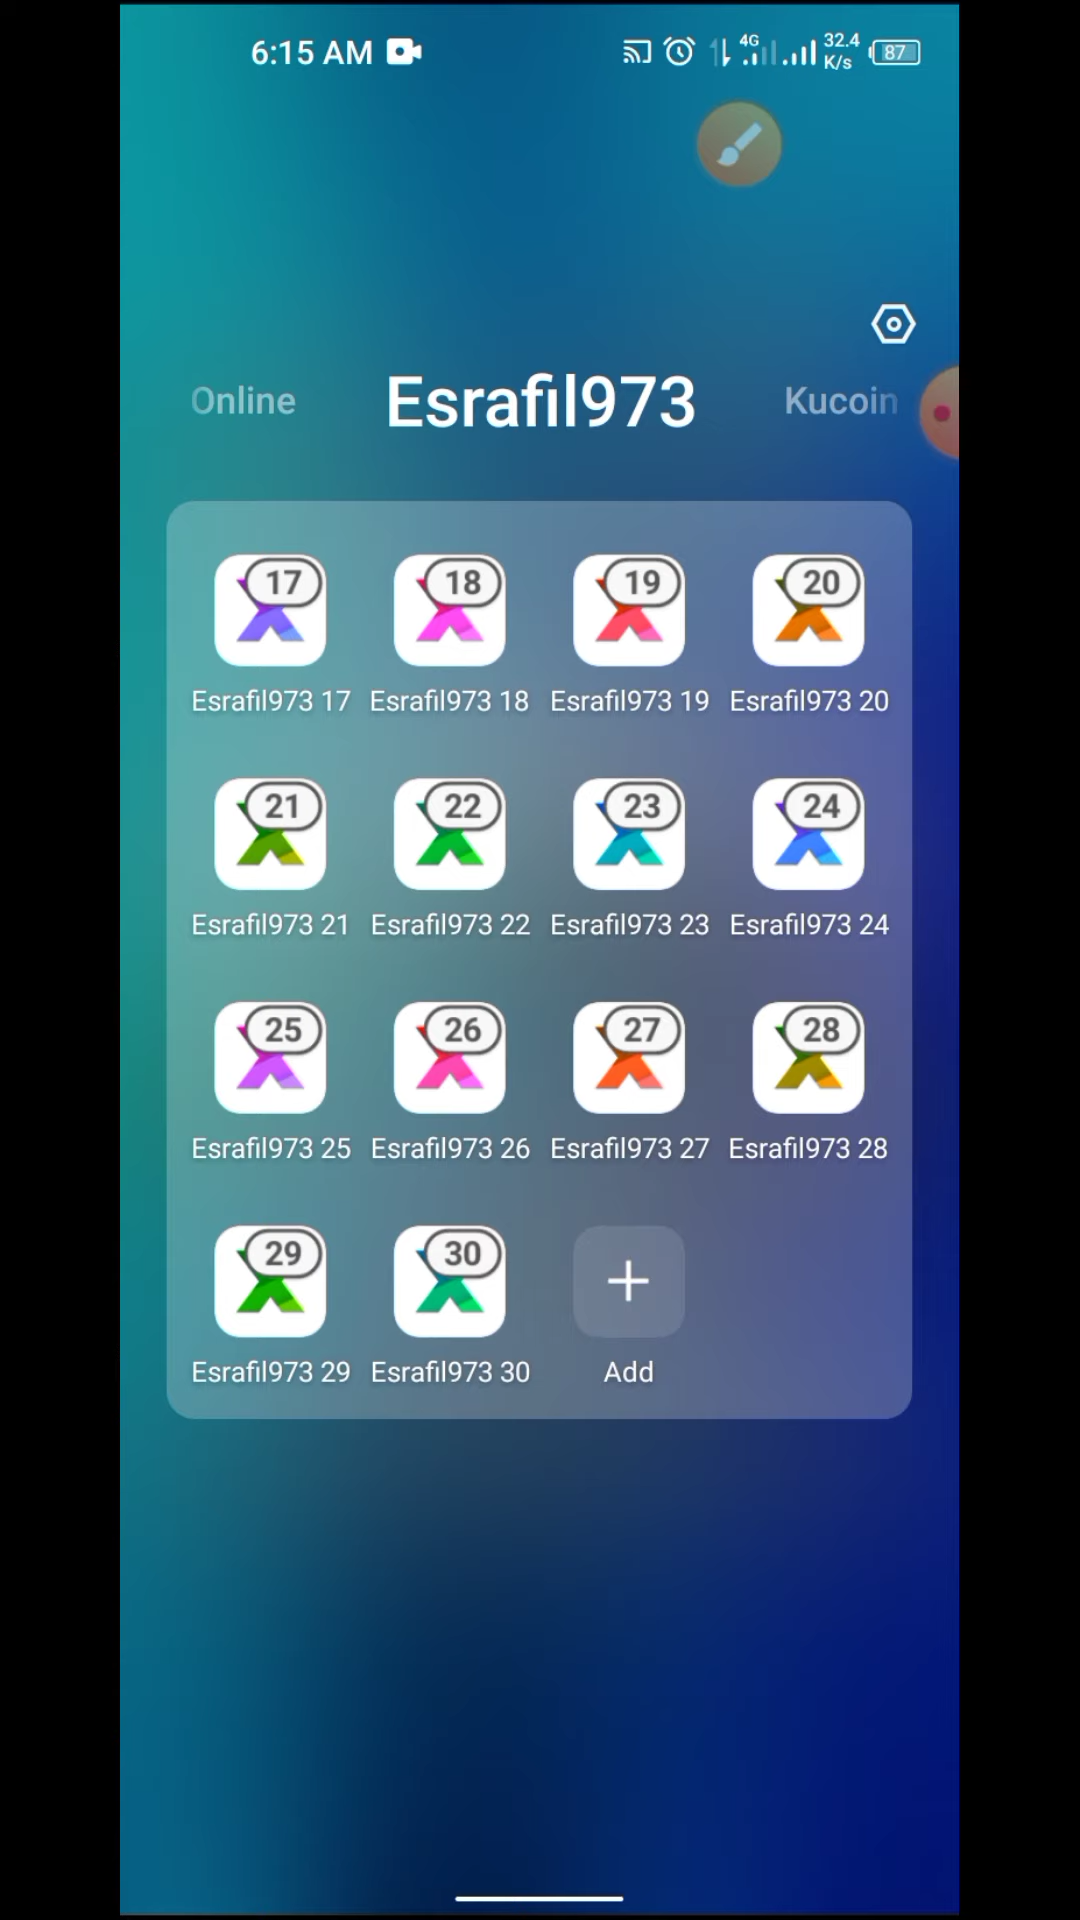 6:15 AM 4G 32.4 K/s 87
Online Esrafil973 Kucoin
17 18 19 20
Esrafil973 17 Esrafil973 18 Esrafil973 19 Esrafil973 20
21 22 23 24
Esrafil973 21 Esrafil973 22 Esrafil973 23 Esrafil973 24
25 26 27 28
Esrafil973 25 Esrafil973 26 Esrafil973 27 Esrafil973 28
29 30
Esrafil973 29 Esrafil973 30 Add